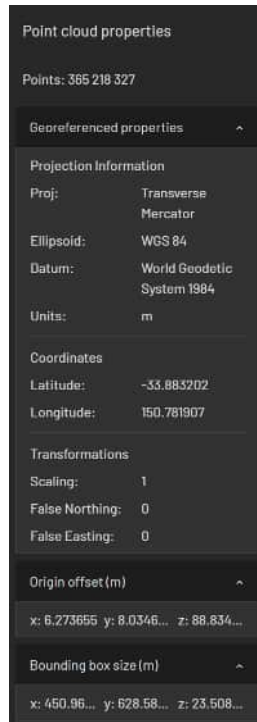 Point cloud properties
Points: 365 218 327
Georeferenced properties
Projection Information
Proj: Transverse
Mercator
Ellipsoid: WGS 84
Datum: World Geodetic
System 1984
Units: m
Coordinates
Latitude: -33.883202
Longitude: 150.781907
Transformations
Scaling: 1
False Northing: 0
False Easting: 0
Origin offset (m)
x: 6.273655 y: 8.0346... z: 88.834...
Bounding box size (m)
x: 450.96... y: 628.58... z: 23.508...